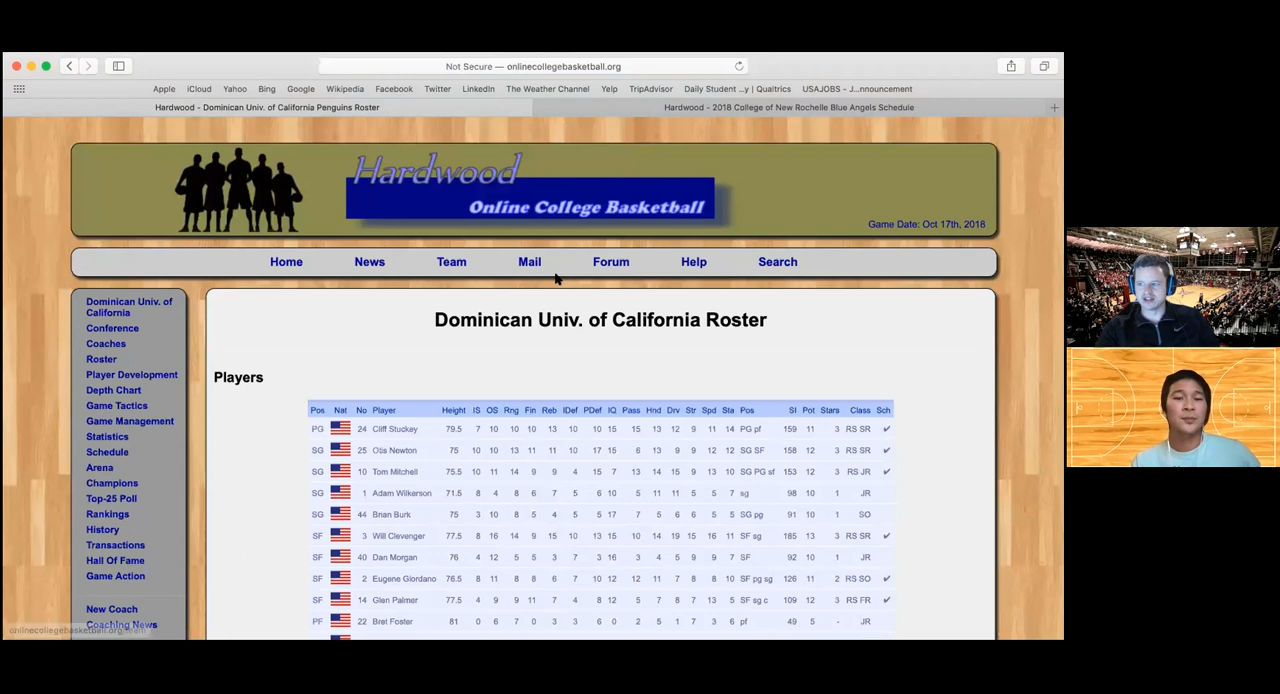 Not Secure — onlinecollegebasketball.org
Apple iCloud Yahoo Bing Google Wikipedia Facebook Twitter LinkedIn The Weather Channel Yelp TripAdvisor Daily Student ...y | Qualtrics USAJOBS - J...nnouncement
Hardwood - Dominican Univ. of California Penguins Roster Hardwood - 2018 College of New Rochelle Blue Angels Schedule
Hardwood
Online College Basketball
Game Date: Oct 17th, 2018
Home News Team Mail Forum Help Search
Dominican Univ. of
California
Conference
Coaches
Roster
Player Development
Depth Chart
Game Tactics
Game Management
Statistics
Schedule
Arena
Champions
Top-25 Poll
Rankings
History
Transactions
Hall Of Fame
Game Action
New Coach
Coaching News
onlinecollegebasketball.org/team
Dominican Univ. of California Roster
Players
Pos Nat No Player Height IS OS Rng Fin Reb IDef PDef IQ Pass Hnd Drv Str Spd Sta Pos SI Pot Stars Class Sch
PG 24 Cliff Stuckey 79.5 7 10 10 10 13 10 10 15 15 13 12 9 11 14 PG pf 159 11 3 RS SR ✔
SG 25 Otis Newton 75 10 10 13 11 11 10 17 15 6 13 9 9 12 12 SG SF 158 12 3 RS SR ✔
SG 10 Tom Mitchell 75.5 10 11 14 9 9 4 15 7 13 14 15 9 13 10 SG PG sf 153 12 3 RS JR ✔
SG 1 Adam Wilkerson 71.5 8 4 8 6 7 5 6 10 5 11 11 5 5 7 sg 98 10 1 JR
SG 44 Brian Burk 75 3 10 8 5 4 5 5 17 7 5 6 6 5 5 SG pg 91 10 1 SO
SF 3 Will Clevenger 77.5 8 16 14 9 15 10 13 15 10 14 19 15 16 11 SF sg 185 13 3 RS SR ✔
SF 40 Dan Morgan 76 4 12 5 5 3 7 3 16 3 4 5 9 9 7 SF 92 10 1 JR
SF 2 Eugene Giordano 76.5 8 11 8 8 6 7 10 12 12 11 7 8 8 10 SF pg sg 126 11 2 RS SO ✔
SF 14 Glen Palmer 77.5 4 9 9 11 7 4 8 12 5 7 8 7 13 5 SF sg c 109 12 3 RS FR ✔
PF 22 Bret Foster 81 0 6 7 0 3 3 6 0 2 5 1 7 3 6 pf 49 5 - JR